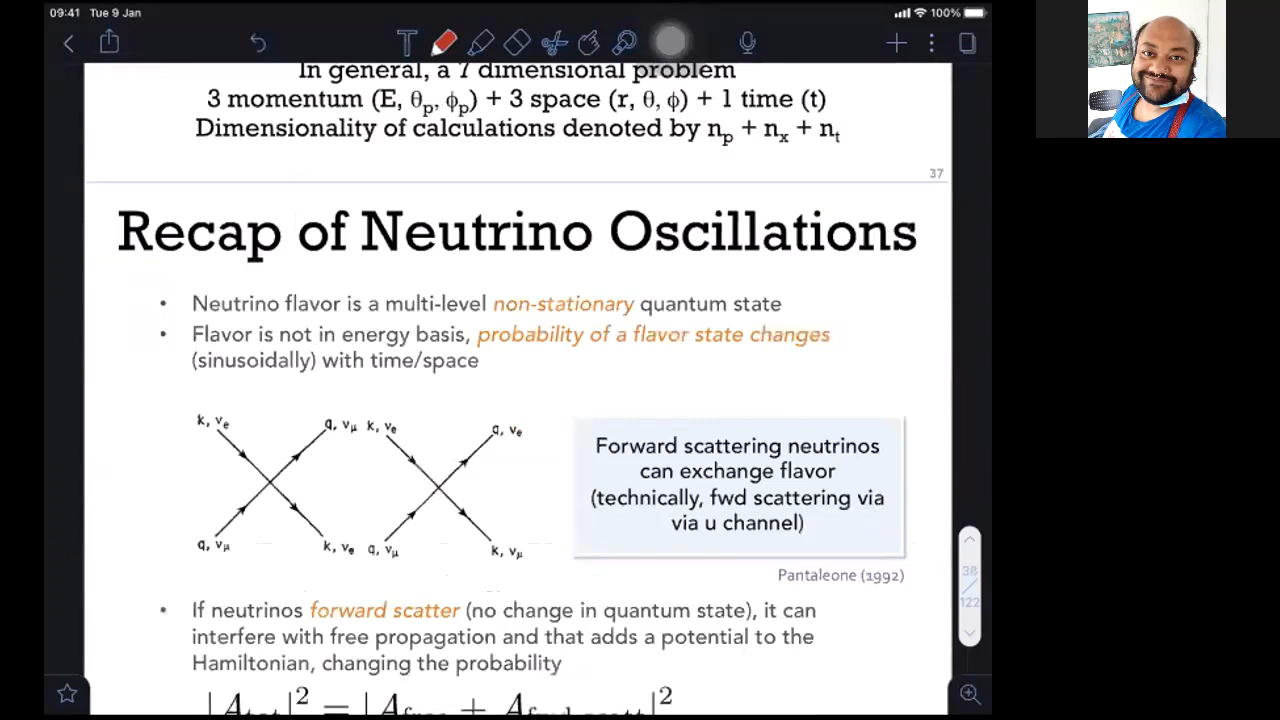 09:41 Tue 9 Jan
100%
In general, a 7 dimensional problem
3 momentum (E, θp, ϕp) + 3 space (r, θ, ϕ) + 1 time (t)
Dimensionality of calculations denoted by np + nx + nt
37
Recap of Neutrino Oscillations
• Neutrino flavor is a multi-level non-stationary quantum state
• Flavor is not in energy basis, probability of a flavor state changes
(sinusoidally) with time/space
k, νe q, νμ k, νe q, νe
q, νμ k, νe q, νμ k, νμ
Forward scattering neutrinos
can exchange flavor
(technically, fwd scattering via
via u channel)
Pantaleone (1992)
38
122
• If neutrinos forward scatter (no change in quantum state), it can
interfere with free propagation and that adds a potential to the
Hamiltonian, changing the probability